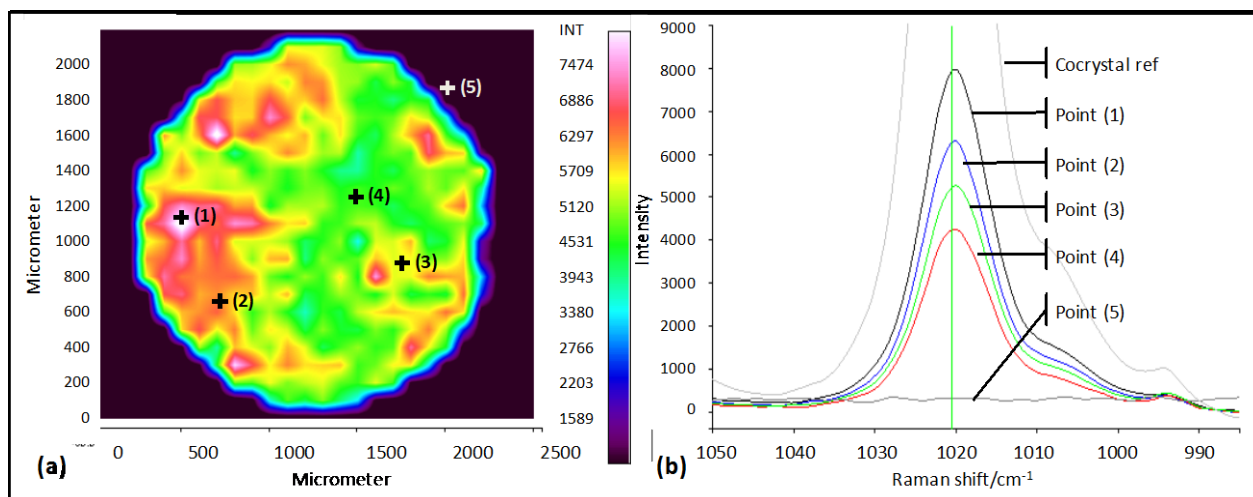 INT
2000
1800
1600
1400
1200
1000
800
600
400
200
0
Micrometer
(1)
(2)
(3)
(4)
(5)
0 500 1000 1500 2000 2500
Micrometer
(a)
7474
6886
6297
5709
5120
4531
3943
3380
2766
2203
1589
9000
8000
7000
6000
5000
4000
3000
2000
1000
0
Intensity
Cocrystal ref
Point (1)
Point (2)
Point (3)
Point (4)
Point (5)
1050 1040 1030 1020 1010 1000 990
(b)
Raman shift/cm⁻¹